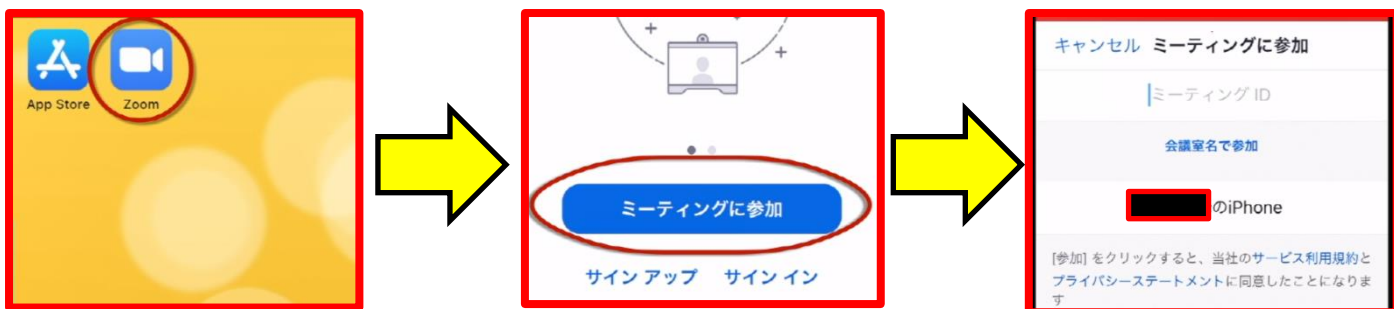 App Store
Zoom
ミーティングに参加
サイン アップ サイン イン
キャンセル ミーティングに参加
ミーティング ID
会議室名で参加
のiPhone
[参加] をクリックすると、当社のサービス利用規約と
プライバシーステートメントに同意したことになりま
す